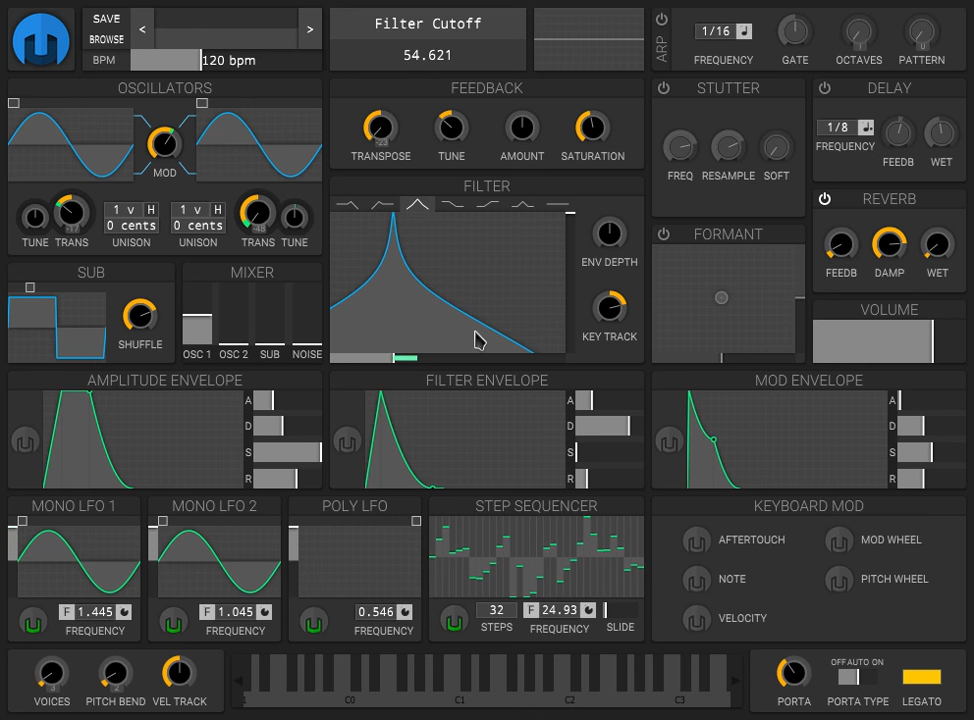 SAVE
BROWSE
< >
BPM 120 bpm
Filter Cutoff
54.621
ARP
1/16
FREQUENCY GATE OCTAVES PATTERN
OSCILLATORS
MOD
-12 -48
1 v H 1 v H
0 cents 0 cents
TUNE TRANS UNISON UNISON TRANS TUNE
FEEDBACK
TRANSPOSE TUNE AMOUNT SATURATION
STUTTER
FREQ RESAMPLE SOFT
DELAY
1/8
FREQUENCY FEEDB WET
REVERB
FEEDB DAMP WET
FILTER
ENV DEPTH
KEY TRACK
FORMANT
VOLUME
SUB
SHUFFLE
MIXER
OSC 1 OSC 2 SUB NOISE
AMPLITUDE ENVELOPE
A
D
S
R
FILTER ENVELOPE
A
D
S
R
MOD ENVELOPE
A
D
S
R
MONO LFO 1
F 1.445
FREQUENCY
MONO LFO 2
F 1.045
FREQUENCY
POLY LFO
0.546
FREQUENCY
STEP SEQUENCER
32 F 24.93
STEPS FREQUENCY SLIDE
KEYBOARD MOD
AFTERTOUCH MOD WHEEL
NOTE PITCH WHEEL
VELOCITY
VOICES PITCH BEND VEL TRACK
C0 C1 C2 C3
OFF AUTO ON
PORTA PORTA TYPE LEGATO